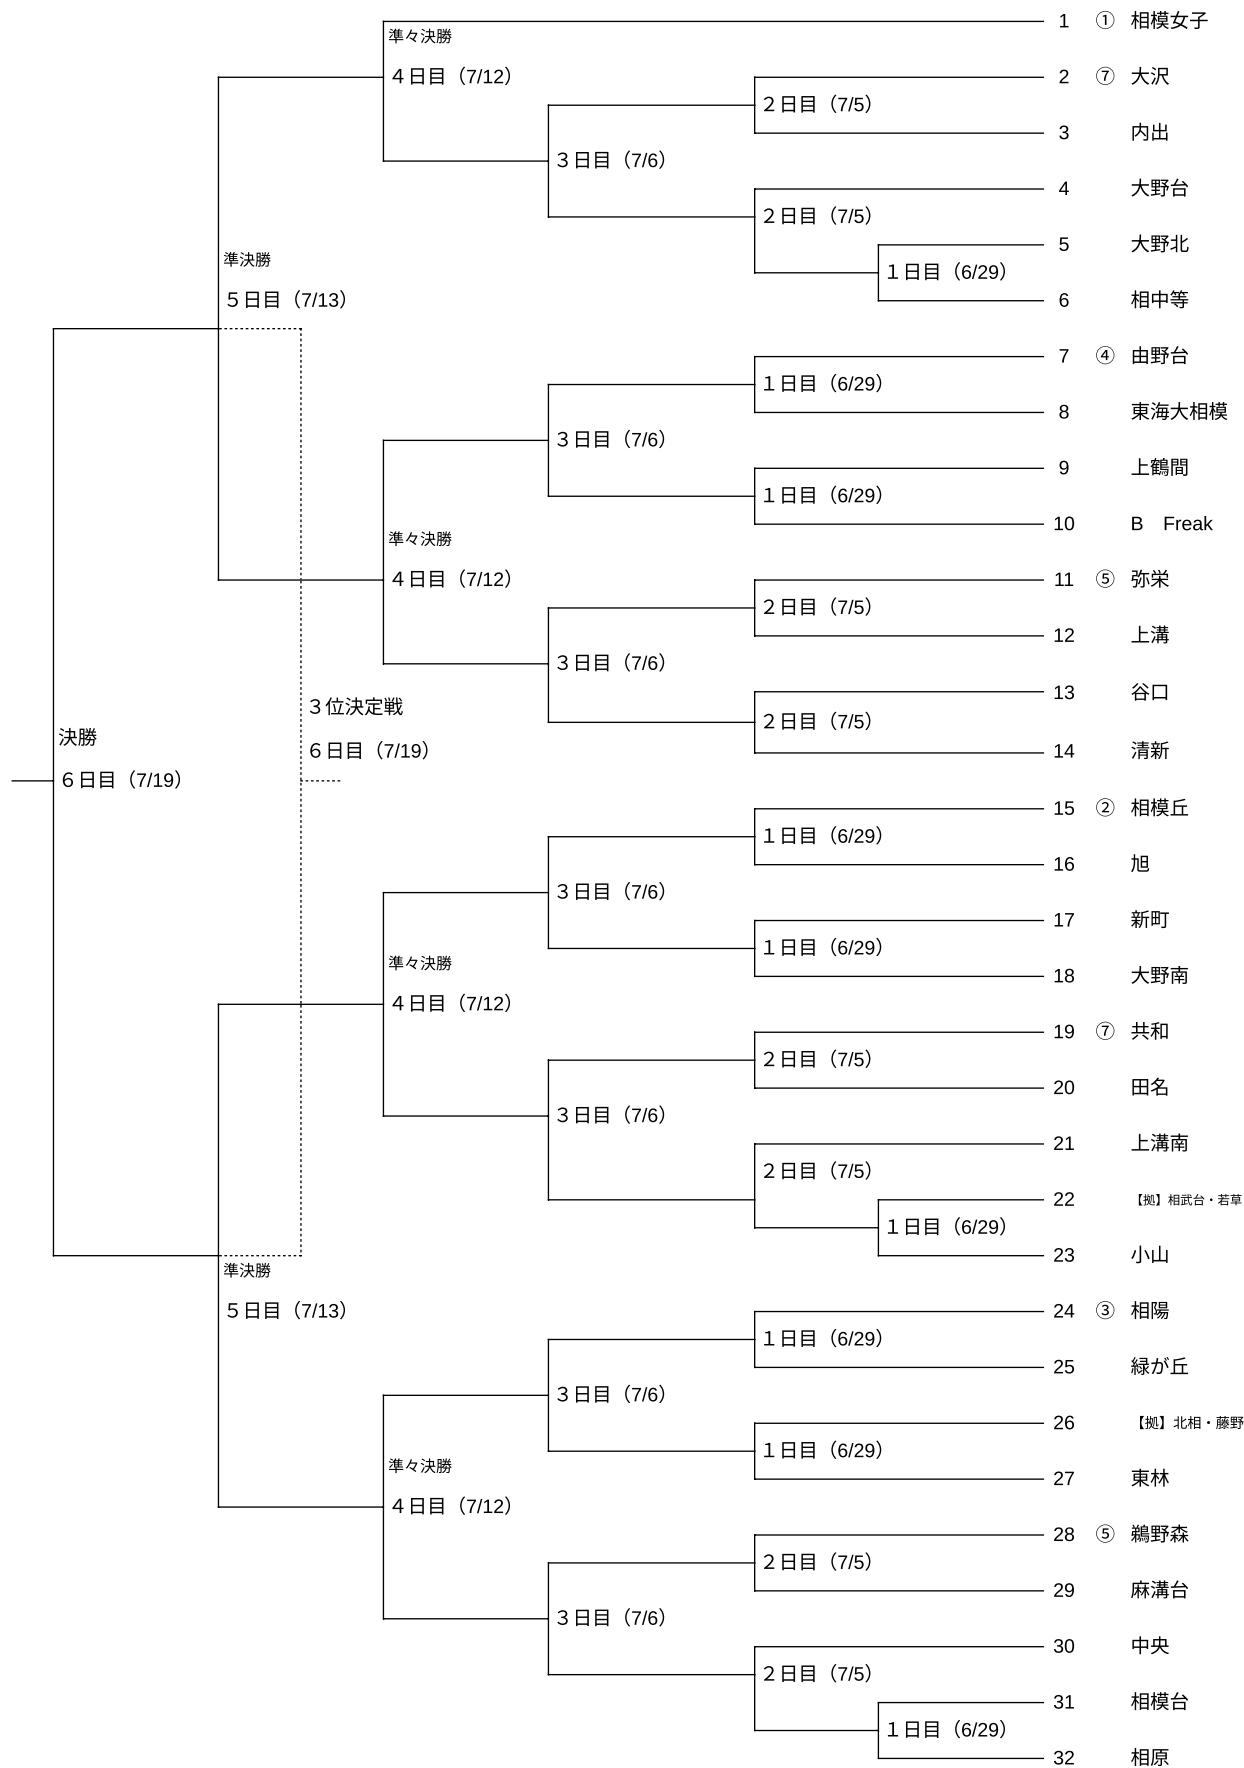 1 ① 相模女子
準々決勝
４日目（7/12）
2 ⑦ 大沢
２日目（7/5）
3 内出
３日目（7/6）
4 大野台
２日目（7/5）
5 大野北
準決勝
１日目（6/29）
５日目（7/13）
6 相中等
7 ④ 由野台
１日目（6/29）
8 東海大相模
３日目（7/6）
9 上鶴間
１日目（6/29）
10 B　Freak
準々決勝
４日目（7/12）
11 ⑤ 弥栄
２日目（7/5）
12 上溝
３日目（7/6）
13 谷口
３位決定戦
２日目（7/5）
決勝
６日目（7/19）
14 清新
６日目（7/19）
15 ② 相模丘
１日目（6/29）
16 旭
３日目（7/6）
17 新町
１日目（6/29）
準々決勝
18 大野南
４日目（7/12）
19 ⑦ 共和
２日目（7/5）
20 田名
３日目（7/6）
21 上溝南
２日目（7/5）
22 【拠】相武台・若草
１日目（6/29）
23 小山
準決勝
５日目（7/13）
24 ③ 相陽
１日目（6/29）
25 緑が丘
３日目（7/6）
26 【拠】北相・藤野
１日目（6/29）
準々決勝
27 東林
４日目（7/12）
28 ⑤ 鵜野森
２日目（7/5）
29 麻溝台
３日目（7/6）
30 中央
２日目（7/5）
31 相模台
１日目（6/29）
32 相原